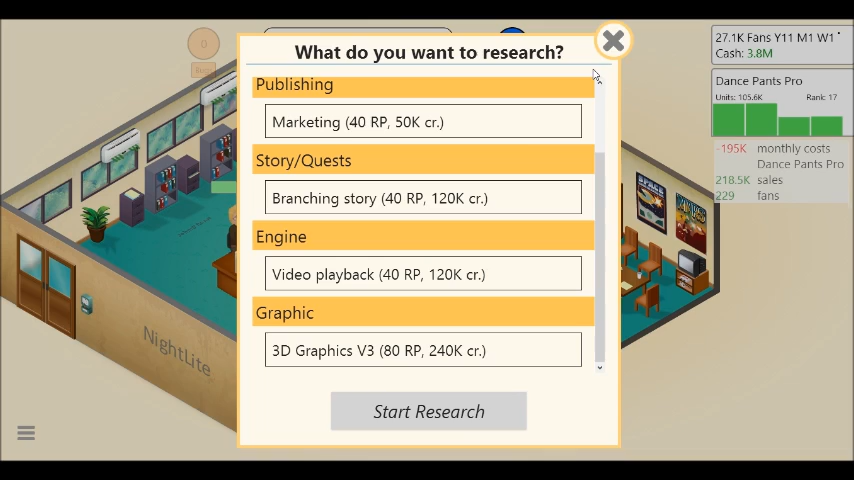 0
What do you want to research?
Publishing
Marketing (40 RP, 50K cr.)
Story/Quests
Branching story (40 RP, 120K cr.)
Engine
Video playback (40 RP, 120K cr.)
Graphic
3D Graphics V3 (80 RP, 240K cr.)
Start Research
27.1K Fans Y11 M1 W1
Cash: 3.8M
Dance Pants Pro
Units: 105.6K Rank: 17
-195K monthly costs
Dance Pants Pro
218.5K sales
229 fans
SPACE
NightLite